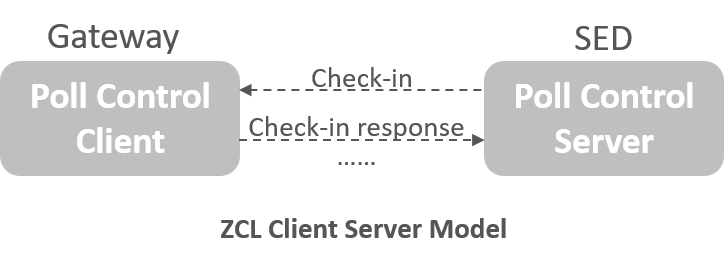 Gateway
SED
Poll Control
Client
Check-in
Check-in response
......
Poll Control
Server
ZCL Client Server Model